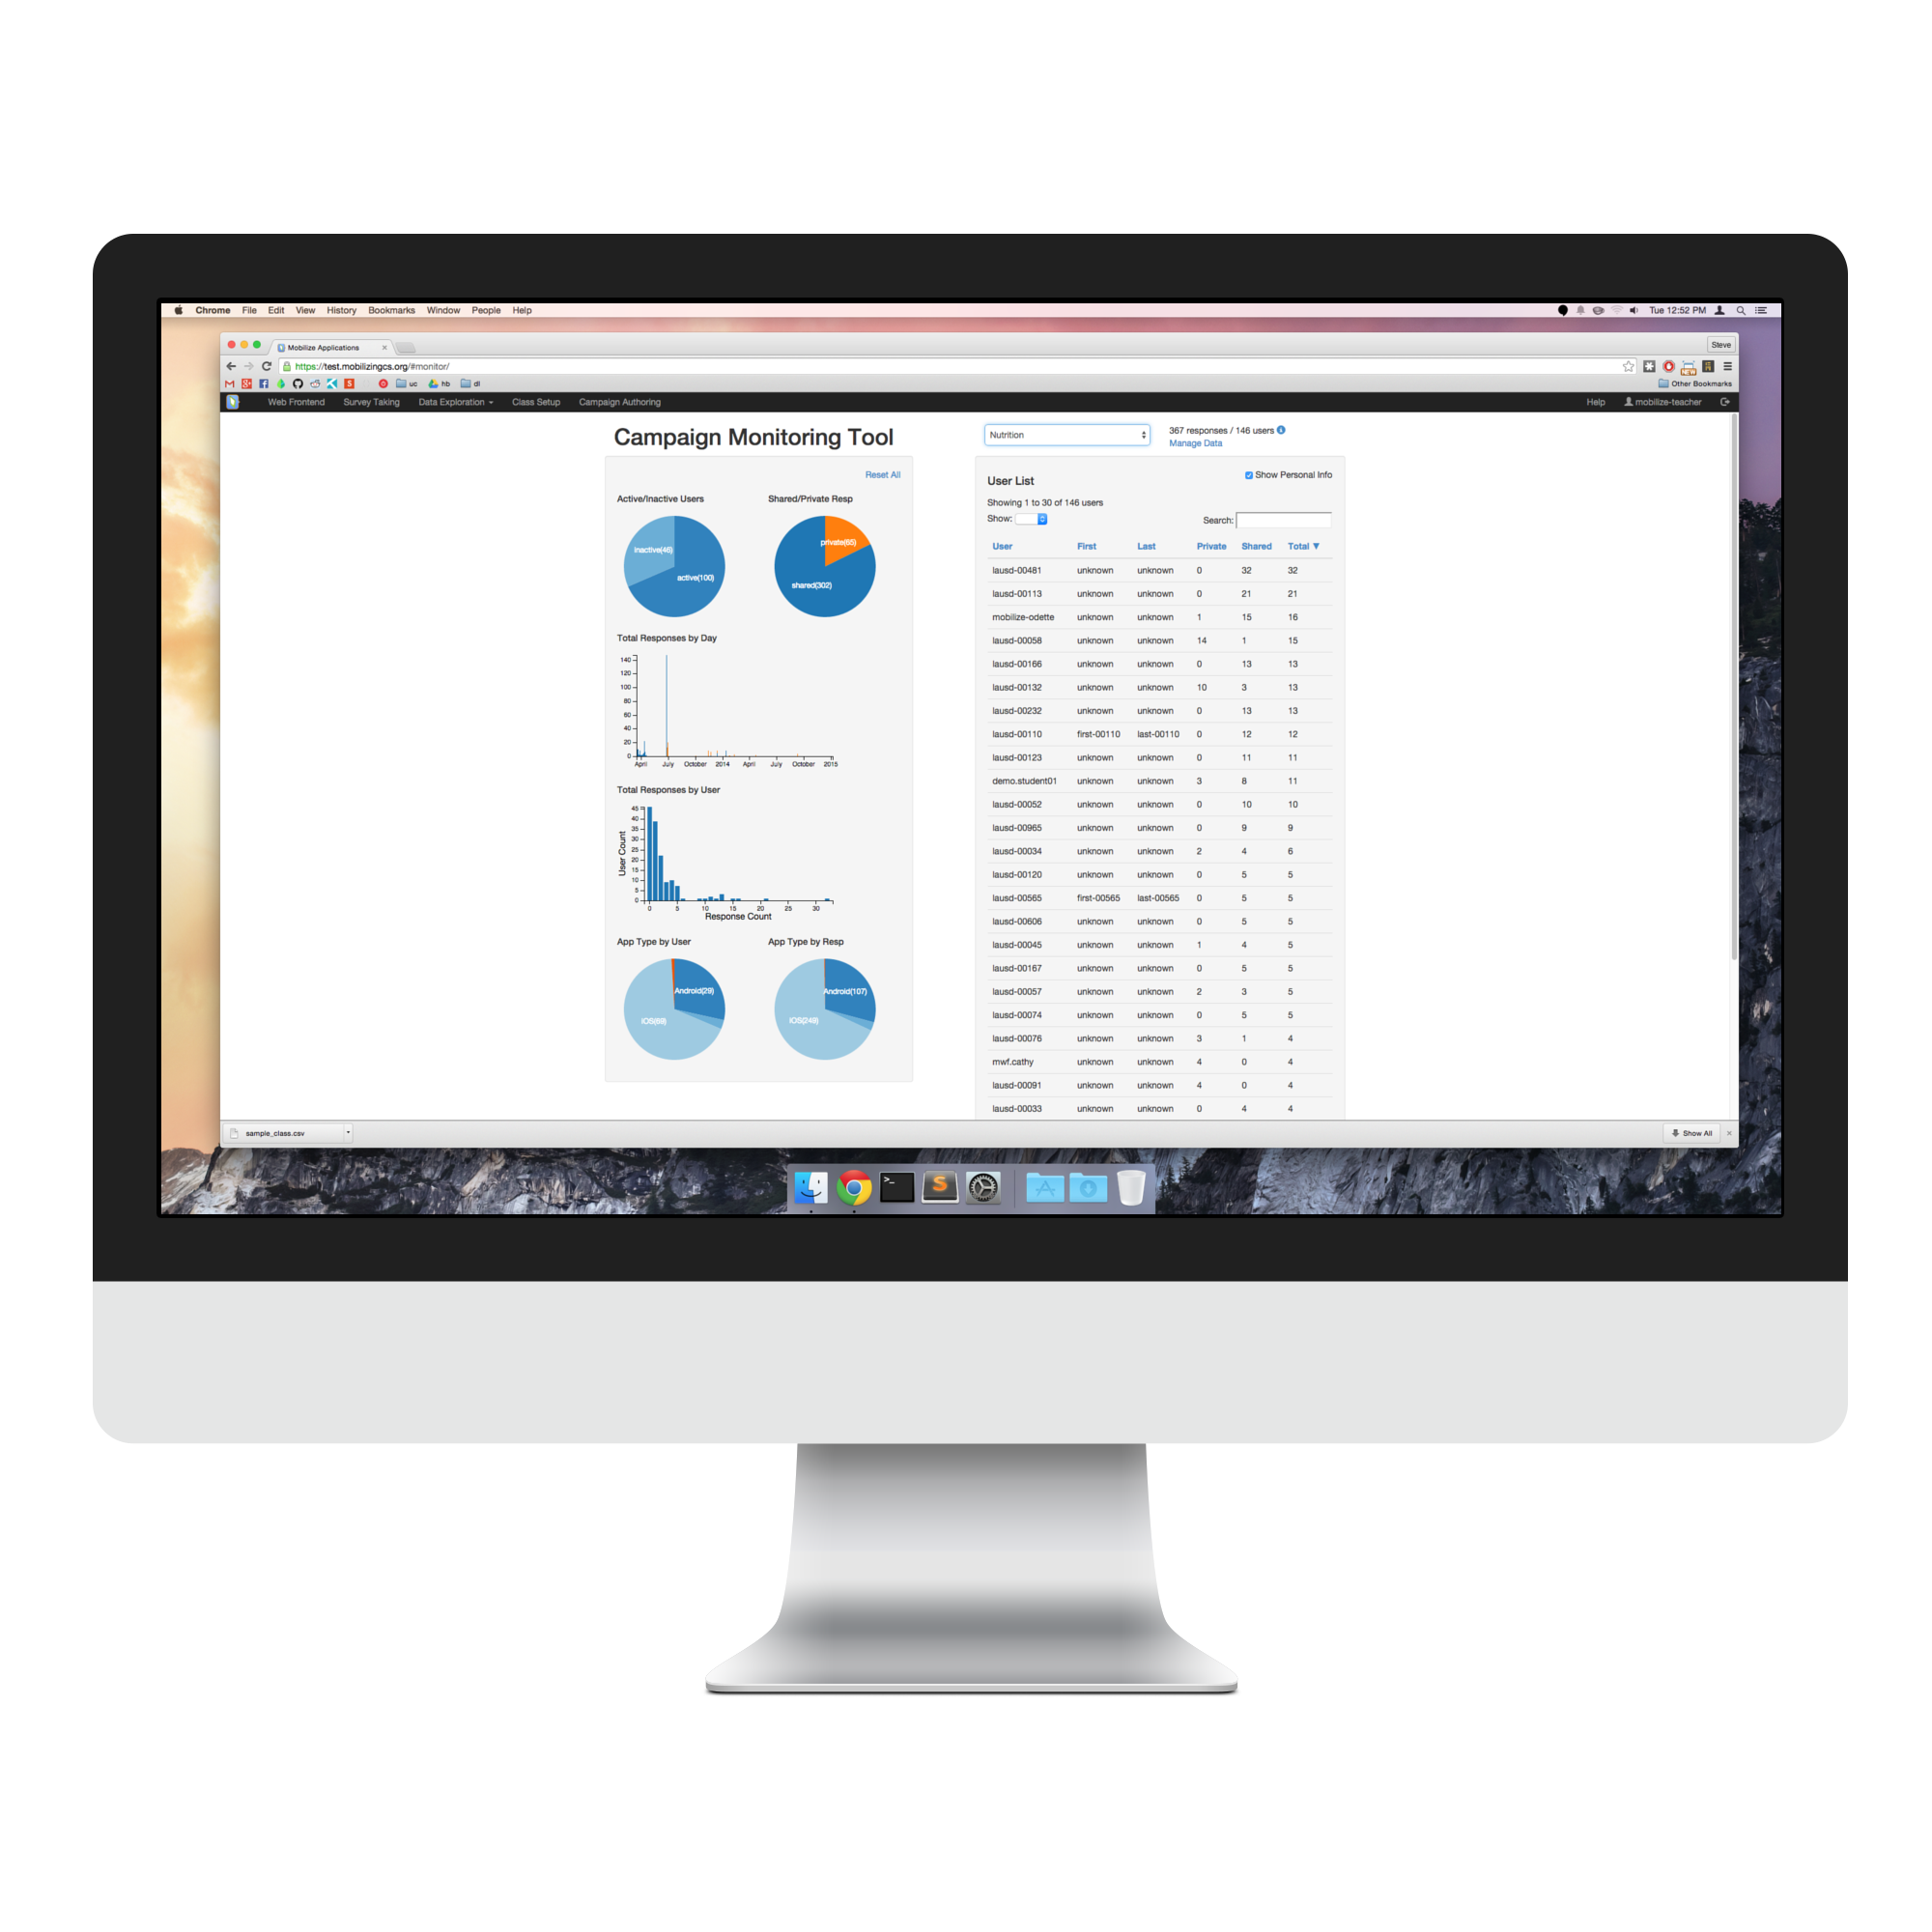 Chrome File Edit View History Bookmarks Window People Help
Tue 12:52 PM
Mobilize Applications
Steve
https://test.mobilizingcs.org/#monitor/
uc hb dl
Other Bookmarks
Web Frontend Survey Taking Data Exploration Class Setup Campaign Authoring
Help mobilize-teacher
Campaign Monitoring Tool
Nutrition
367 responses / 146 users
Manage Data
Reset All
Active/Inactive Users
Shared/Private Resp
inactive(46)
active(100)
private(65)
shared(302)
Total Responses by Day
140
120
100
80
60
40
20
0
April July October 2014 April July October 2015
Total Responses by User
User Count
45
40
35
30
25
20
15
10
5
0
0 5 10 15 20 25 30
Response Count
App Type by User
App Type by Resp
Android(29)
iOS(69)
Android(107)
iOS(249)
User List
Show Personal Info
Showing 1 to 30 of 146 users
Show:
Search:
User First Last Private Shared Total ▼
lausd-00481 unknown unknown 0 32 32
lausd-00113 unknown unknown 0 21 21
mobilize-odette unknown unknown 1 15 16
lausd-00058 unknown unknown 14 1 15
lausd-00166 unknown unknown 0 13 13
lausd-00132 unknown unknown 10 3 13
lausd-00232 unknown unknown 0 13 13
lausd-00110 first-00110 last-00110 0 12 12
lausd-00123 unknown unknown 0 11 11
demo.student01 unknown unknown 3 8 11
lausd-00052 unknown unknown 0 10 10
lausd-00965 unknown unknown 0 9 9
lausd-00034 unknown unknown 2 4 6
lausd-00120 unknown unknown 0 5 5
lausd-00565 first-00565 last-00565 0 5 5
lausd-00606 unknown unknown 0 5 5
lausd-00045 unknown unknown 1 4 5
lausd-00167 unknown unknown 0 5 5
lausd-00057 unknown unknown 2 3 5
lausd-00074 unknown unknown 0 5 5
lausd-00076 unknown unknown 3 1 4
mwf.cathy unknown unknown 4 0 4
lausd-00091 unknown unknown 4 0 4
lausd-00033 unknown unknown 0 4 4
sample_class.csv
Show All